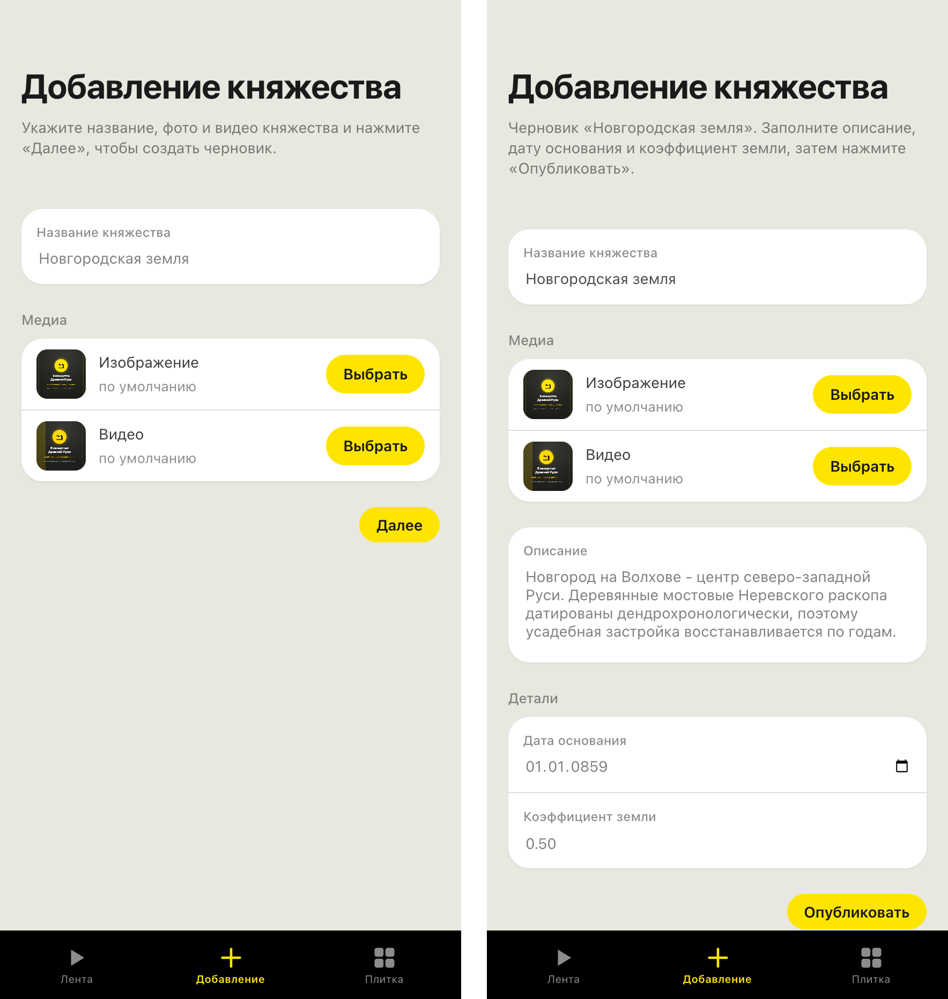 Добавление княжества
Укажите название, фото и видео княжества и нажмите
«Далее», чтобы создать черновик.
Название княжества
Новгородская земля
Медиа
Изображение
по умолчанию
Выбрать
Видео
по умолчанию
Выбрать
Далее
Лента
Добавление
Плитка
Добавление княжества
Черновик «Новгородская земля». Заполните описание,
дату основания и коэффициент земли, затем нажмите
«Опубликовать».
Название княжества
Новгородская земля
Медиа
Изображение
по умолчанию
Выбрать
Видео
по умолчанию
Выбрать
Описание
Новгород на Волхове - центр северо-западной
Руси. Деревянные мостовые Неревского раскопа
датированы дендрохронологически, поэтому
усадебная застройка восстанавливается по годам.
Детали
Дата основания
01.01.0859
Коэффициент земли
0.50
Опубликовать
Лента
Добавление
Плитка